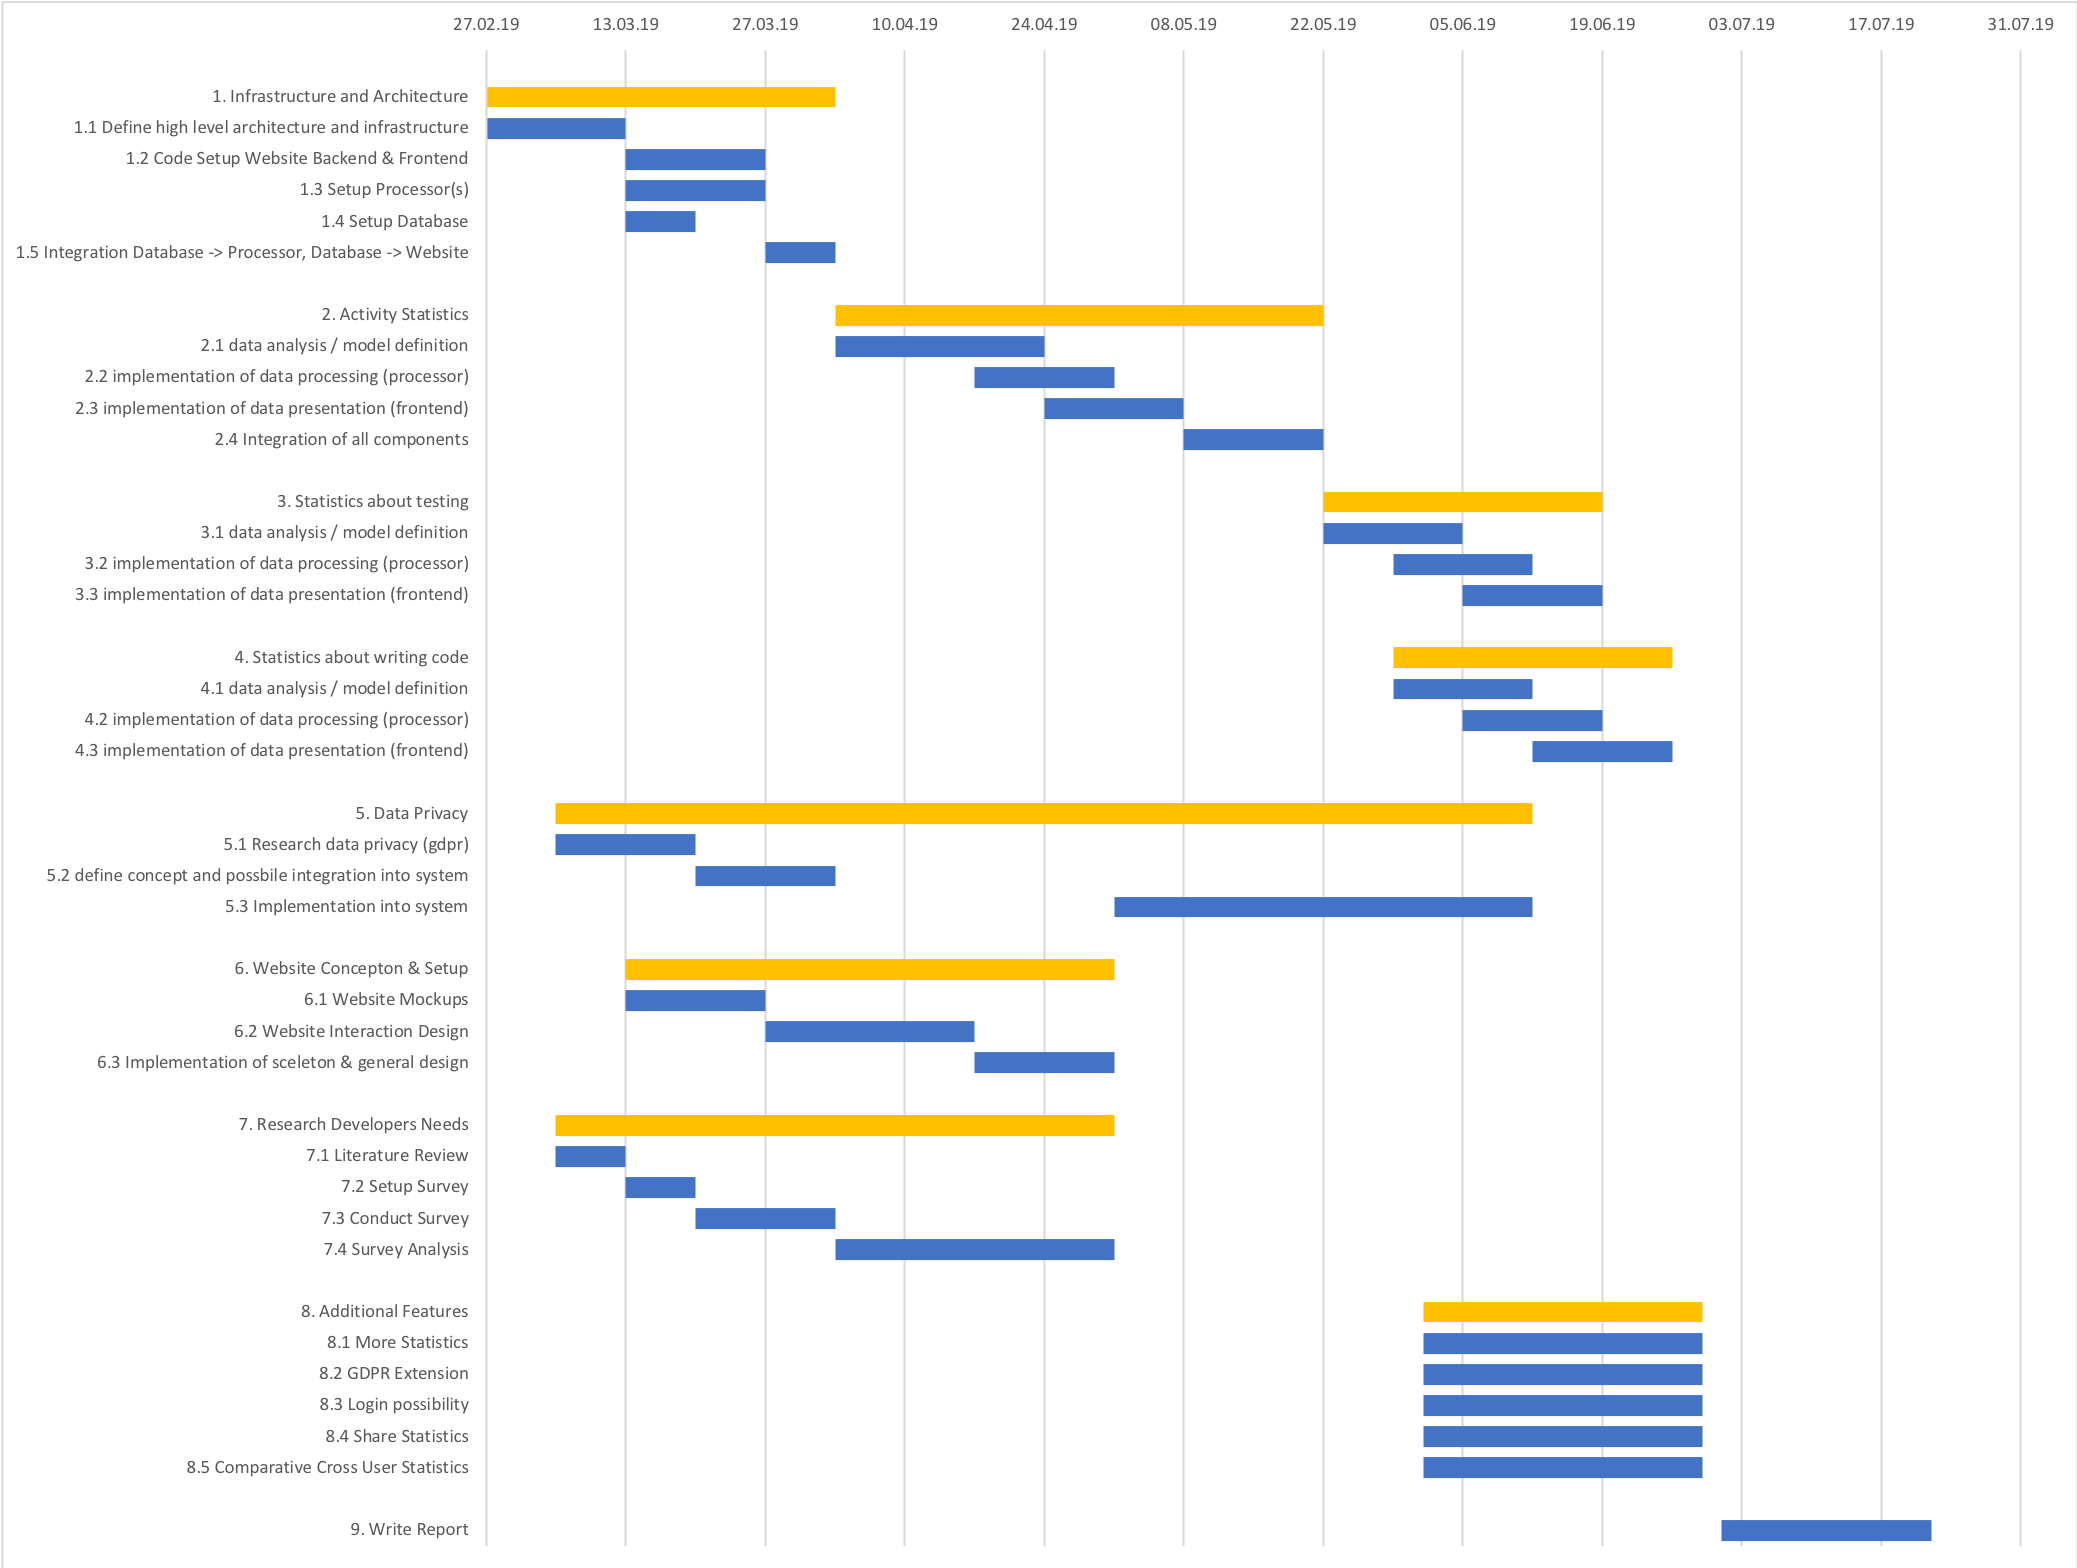 27.02.19 13.03.19 27.03.19 10.04.19 24.04.19 08.05.19 22.05.19 05.06.19 19.06.19 03.07.19 17.07.19 31.07.19
1. Infrastructure and Architecture
1.1 Define high level architecture and infrastructure
1.2 Code Setup Website Backend & Frontend
1.3 Setup Processor(s)
1.4 Setup Database
1.5 Integration Database -> Processor, Database -> Website
2. Activity Statistics
2.1 data analysis / model definition
2.2 implementation of data processing (processor)
2.3 implementation of data presentation (frontend)
2.4 Integration of all components
3. Statistics about testing
3.1 data analysis / model definition
3.2 implementation of data processing (processor)
3.3 implementation of data presentation (frontend)
4. Statistics about writing code
4.1 data analysis / model definition
4.2 implementation of data processing (processor)
4.3 implementation of data presentation (frontend)
5. Data Privacy
5.1 Research data privacy (gdpr)
5.2 define concept and possbile integration into system
5.3 Implementation into system
6. Website Concepton & Setup
6.1 Website Mockups
6.2 Website Interaction Design
6.3 Implementation of sceleton & general design
7. Research Developers Needs
7.1 Literature Review
7.2 Setup Survey
7.3 Conduct Survey
7.4 Survey Analysis
8. Additional Features
8.1 More Statistics
8.2 GDPR Extension
8.3 Login possibility
8.4 Share Statistics
8.5 Comparative Cross User Statistics
9. Write Report